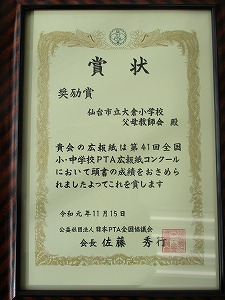 賞状
奨励賞
仙台市立大倉小学校
父母教師会 殿
貴会の広報紙は第41回全国
小・中学校PTA広報紙コンクール
において頭書の成績をおさめ
られましたよってこれを賞します
令和元年11月15日
公益社団法人日本PTA全国協議会
会長 佐藤 秀行